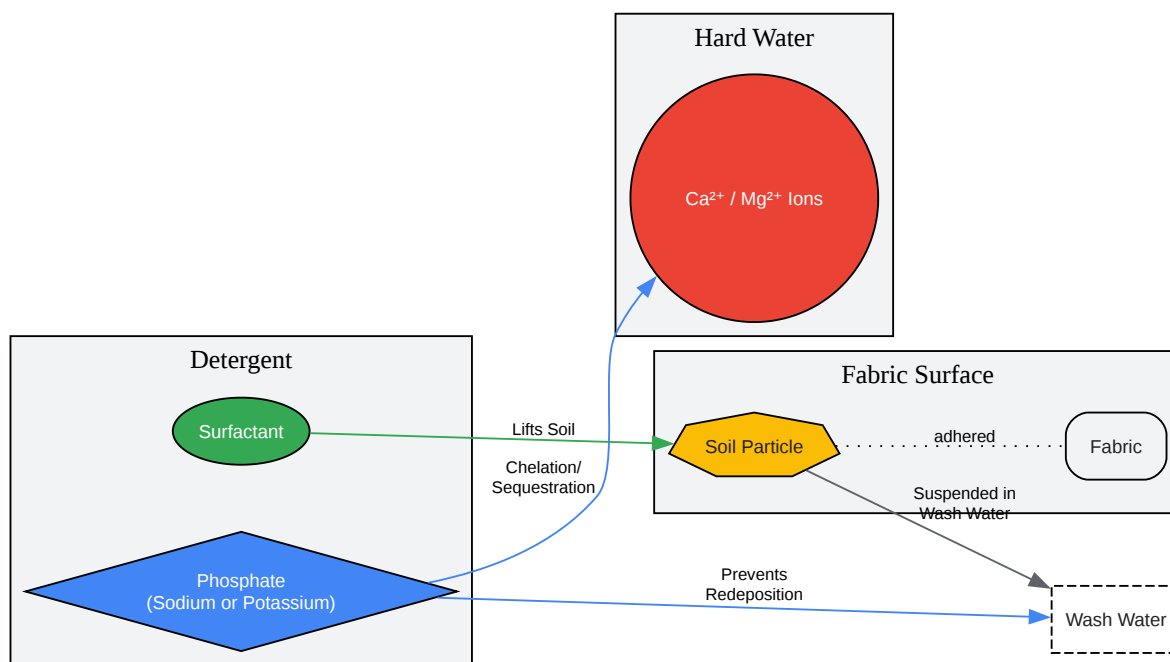 Hard Water
Ca²⁺ / Mg²⁺ Ions
Detergent
Surfactant
Lifts Soil
Chelation/
Sequestration
Phosphate
(Sodium or Potassium)
Prevents
Redeposition
Fabric Surface
Soil Particle
adhered
Fabric
Suspended in
Wash Water
Wash Water